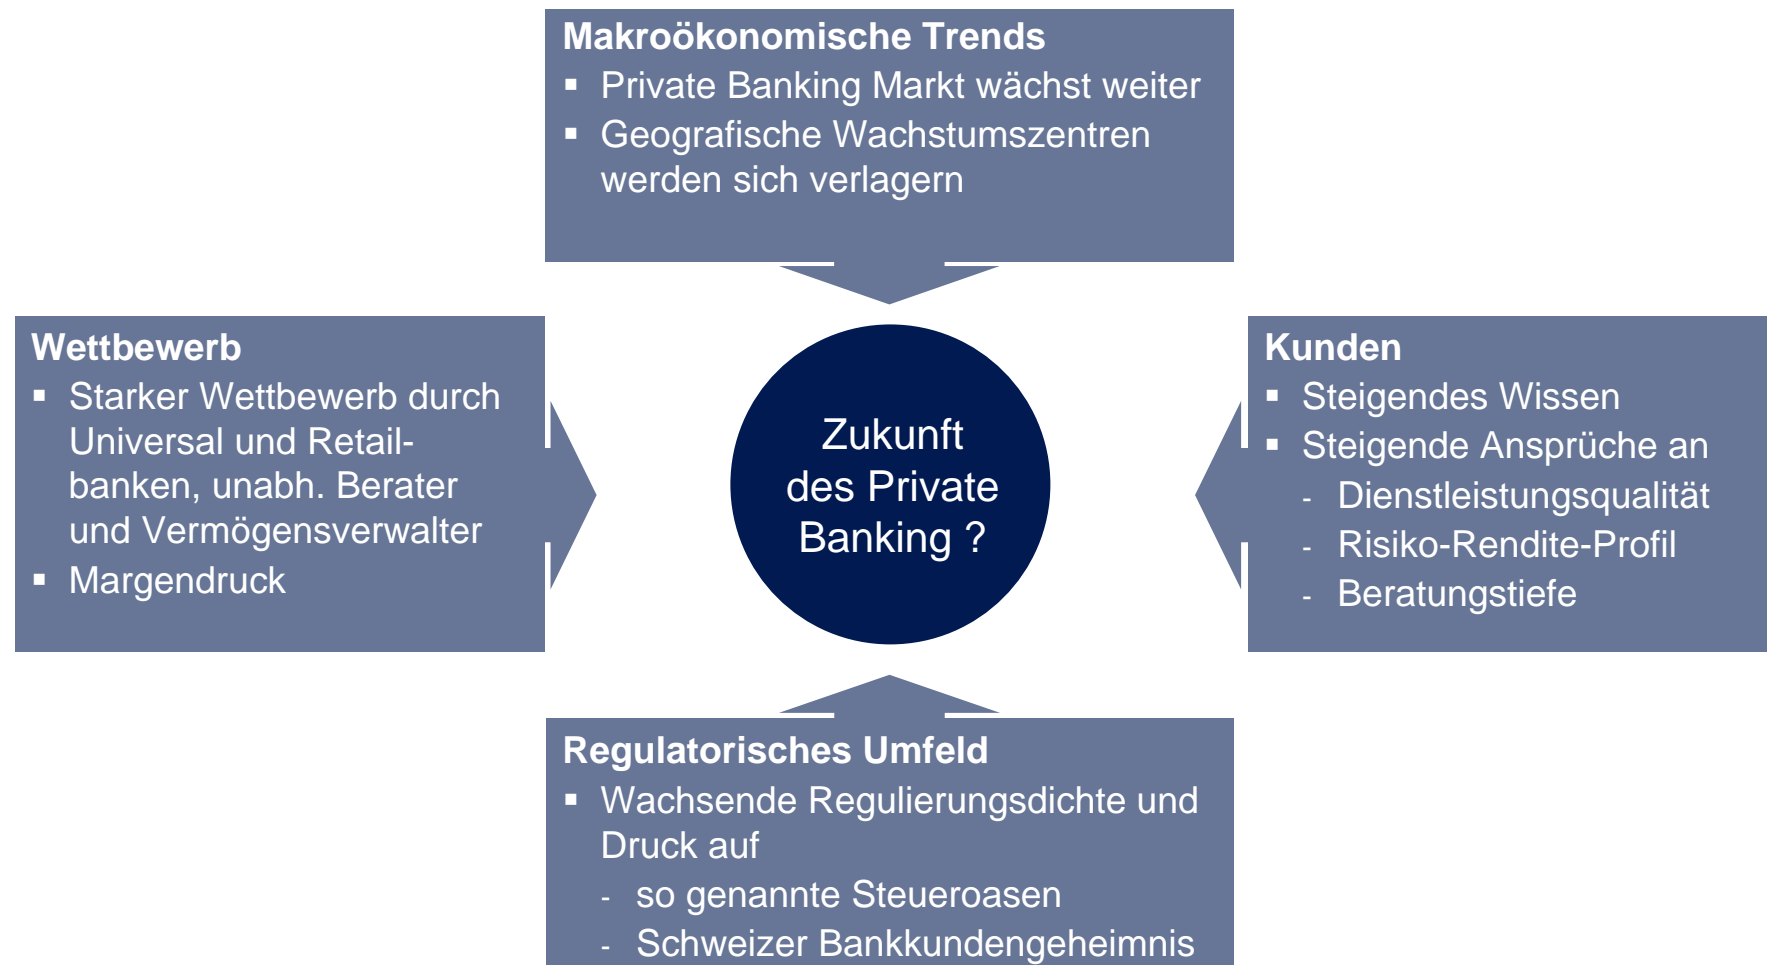 Makroökonomische Trends
▪ Private Banking Markt wächst weiter
▪ Geografische Wachstumszentren
werden sich verlagern
Wettbewerb
▪ Starker Wettbewerb durch
Universal und Retail-
banken, unabh. Berater
und Vermögensverwalter
▪ Margendruck
Zukunft
des Private
Banking ?
Kunden
▪ Steigendes Wissen
▪ Steigende Ansprüche an
- Dienstleistungsqualität
- Risiko-Rendite-Profil
- Beratungstiefe
Regulatorisches Umfeld
▪ Wachsende Regulierungsdichte und
Druck auf
- so genannte Steueroasen
- Schweizer Bankkundengeheimnis